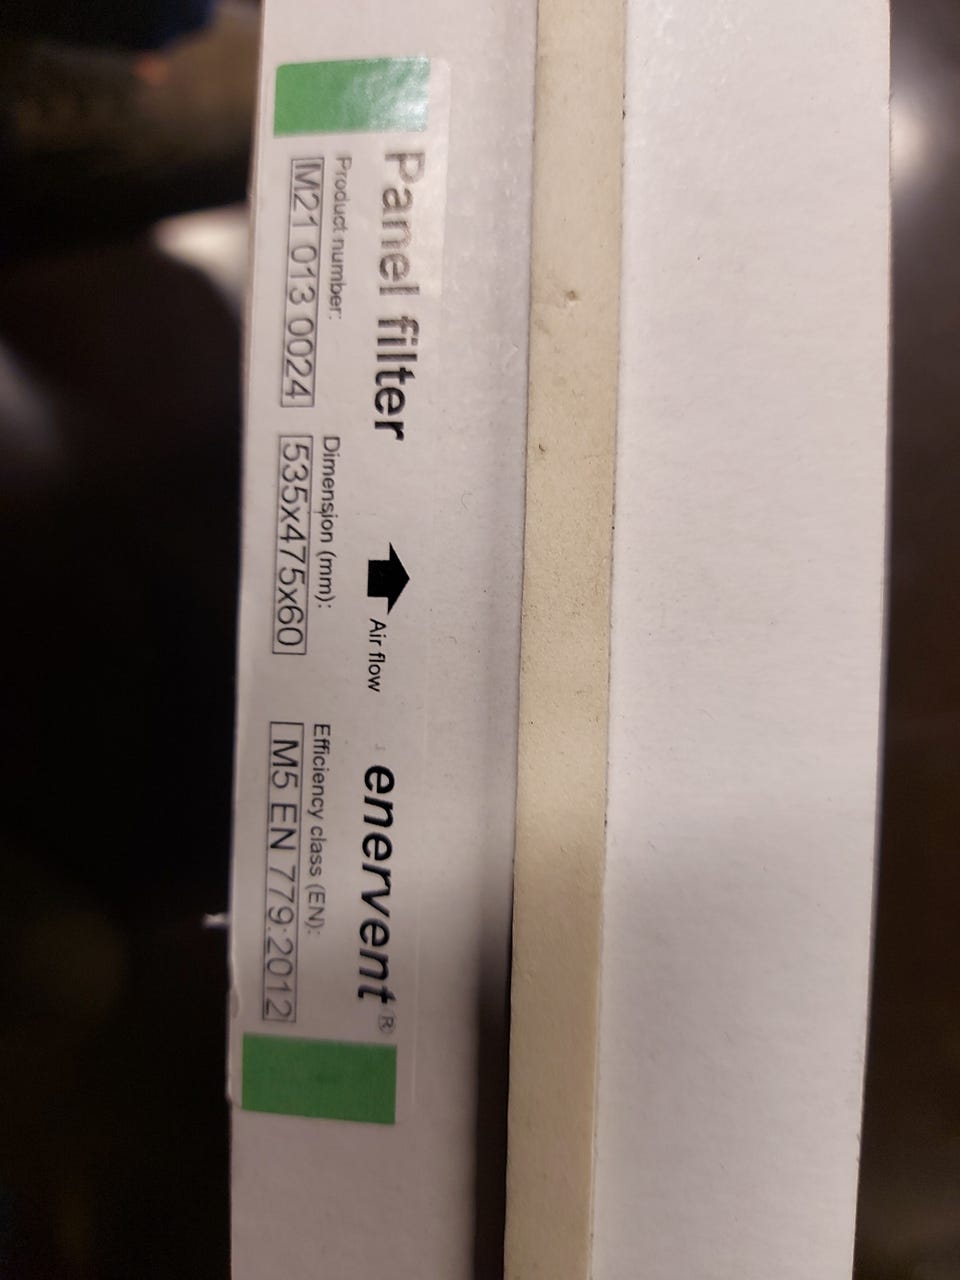 Panel filter
Air flow
enervent®
Product number:
Dimension (mm):
Efficiency class (EN):
M21 013 0024
535x475x60
M5 EN 779:2012